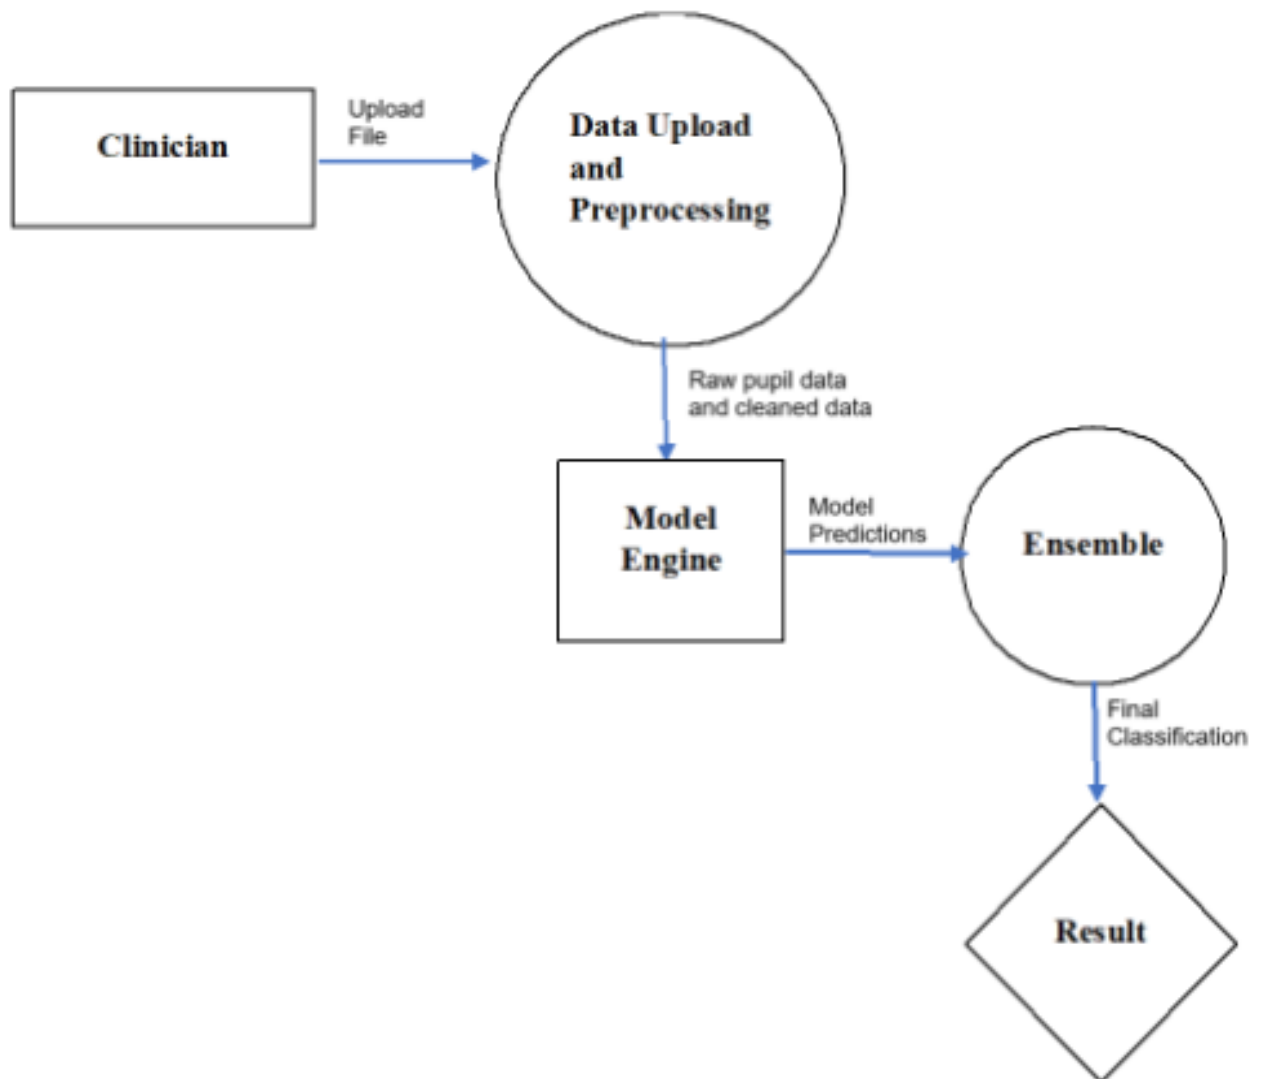 Clinician
Upload
File
Data Upload
and
Preprocessing
Raw pupil data
and cleaned data
Model
Engine
Model
Predictions
Ensemble
Final
Classification
Result